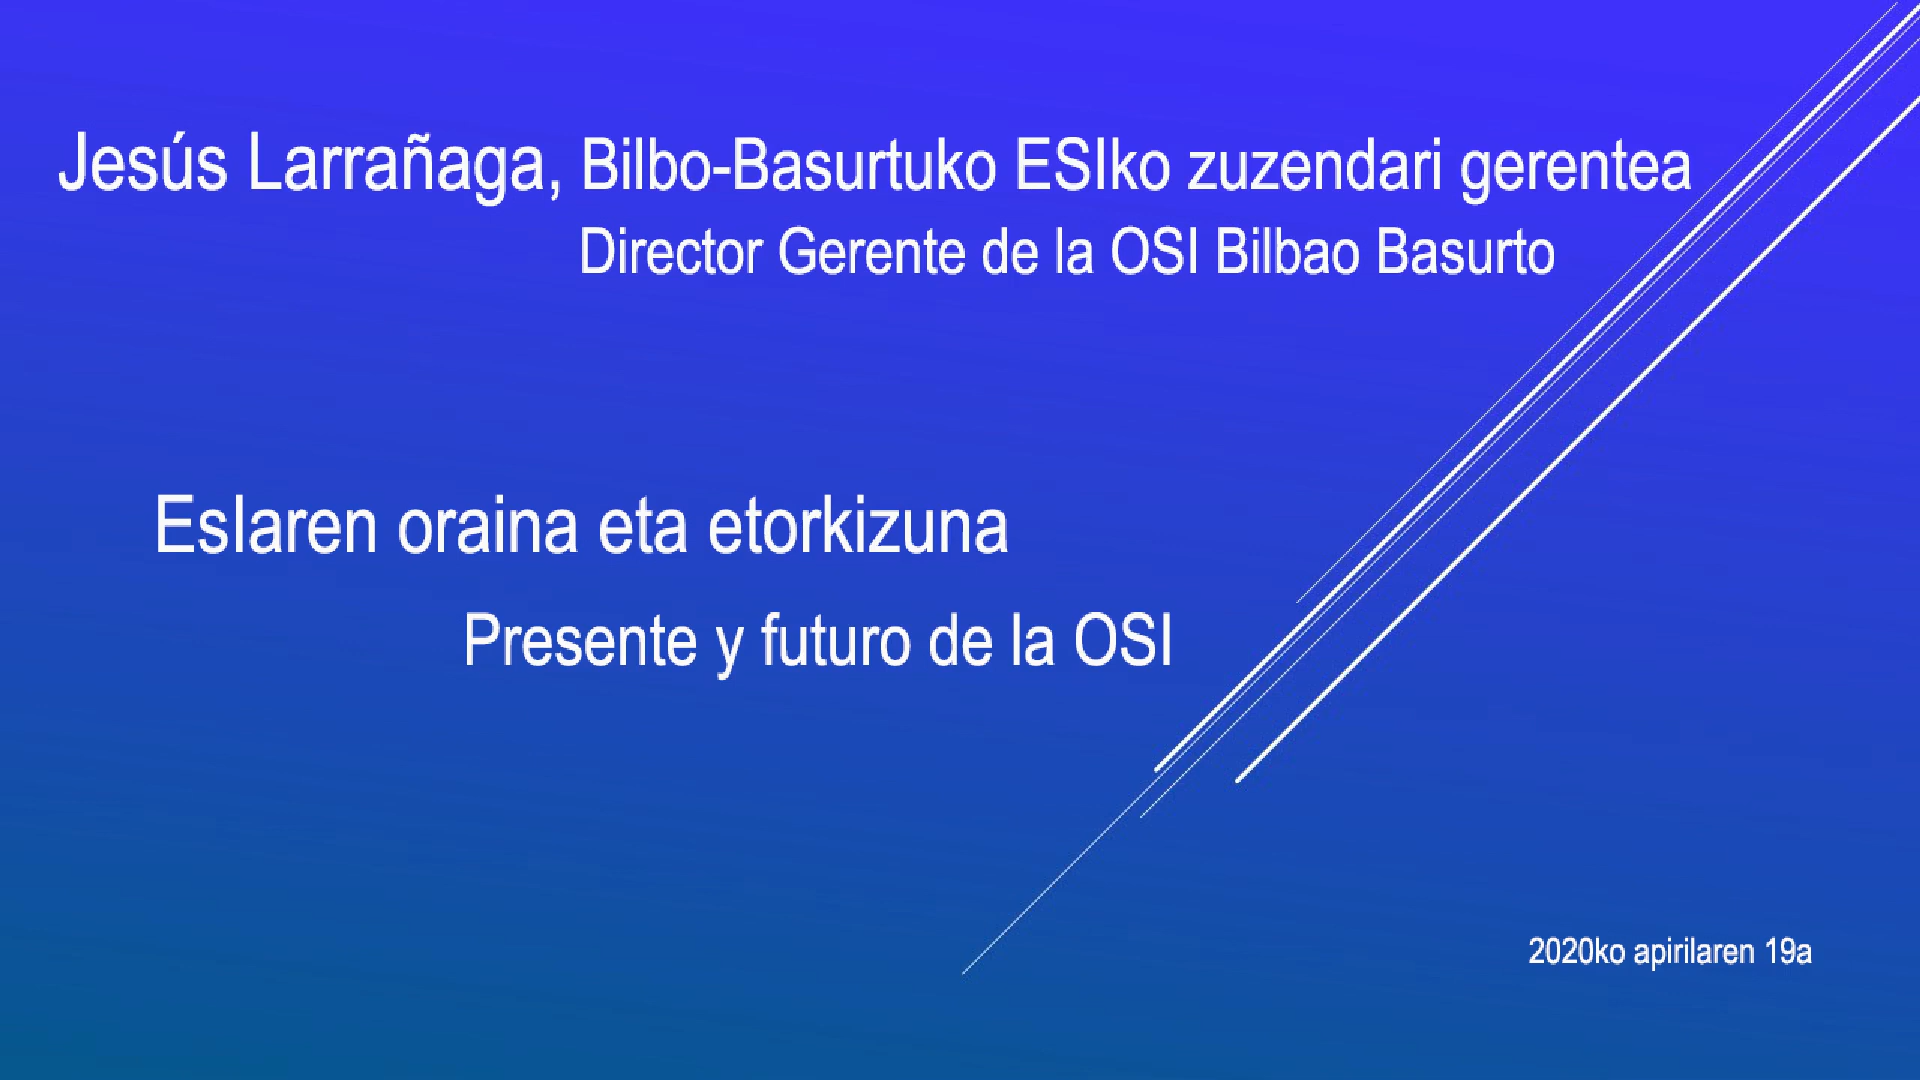 Jesús Larrañaga, Bilbo-Basurtuko ESIko zuzendari gerentea
Director Gerente de la OSI Bilbao Basurto
EsIaren oraina eta etorkizuna
Presente y futuro de la OSI
2020ko apirilaren 19a